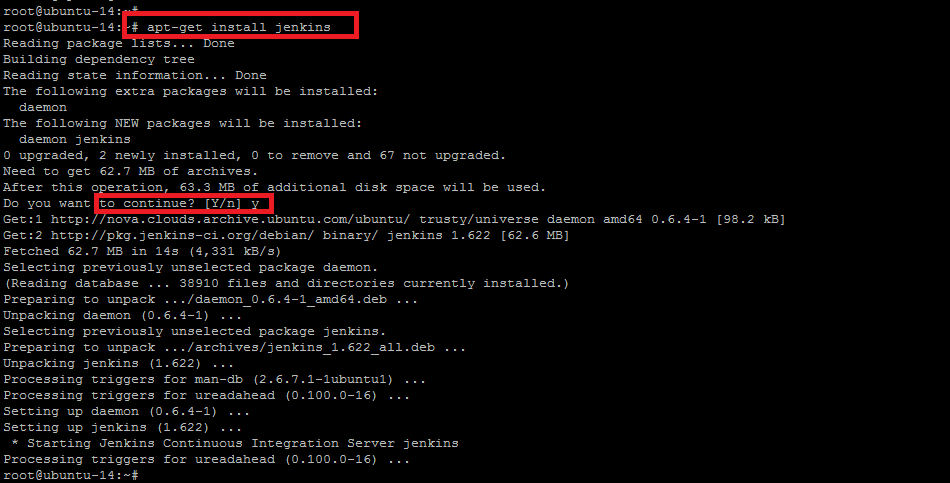 root@ubuntu-14:~#
root@ubuntu-14:~# apt-get install jenkins
Reading package lists... Done
Building dependency tree
Reading state information... Done
The following extra packages will be installed:
  daemon
The following NEW packages will be installed:
  daemon jenkins
0 upgraded, 2 newly installed, 0 to remove and 67 not upgraded.
Need to get 62.7 MB of archives.
After this operation, 63.3 MB of additional disk space will be used.
Do you want to continue? [Y/n] y
Get:1 http://nova.clouds.archive.ubuntu.com/ubuntu/ trusty/universe daemon amd64 0.6.4-1 [98.2 kB]
Get:2 http://pkg.jenkins-ci.org/debian/ binary/ jenkins 1.622 [62.6 MB]
Fetched 62.7 MB in 14s (4,331 kB/s)
Selecting previously unselected package daemon.
(Reading database ... 38910 files and directories currently installed.)
Preparing to unpack .../daemon_0.6.4-1_amd64.deb ...
Unpacking daemon (0.6.4-1) ...
Selecting previously unselected package jenkins.
Preparing to unpack .../archives/jenkins_1.622_all.deb ...
Unpacking jenkins (1.622) ...
Processing triggers for man-db (2.6.7.1-1ubuntu1) ...
Processing triggers for ureadahead (0.100.0-16) ...
Setting up daemon (0.6.4-1) ...
Setting up jenkins (1.622) ...
 * Starting Jenkins Continuous Integration Server jenkins
Processing triggers for ureadahead (0.100.0-16) ...
root@ubuntu-14:~#